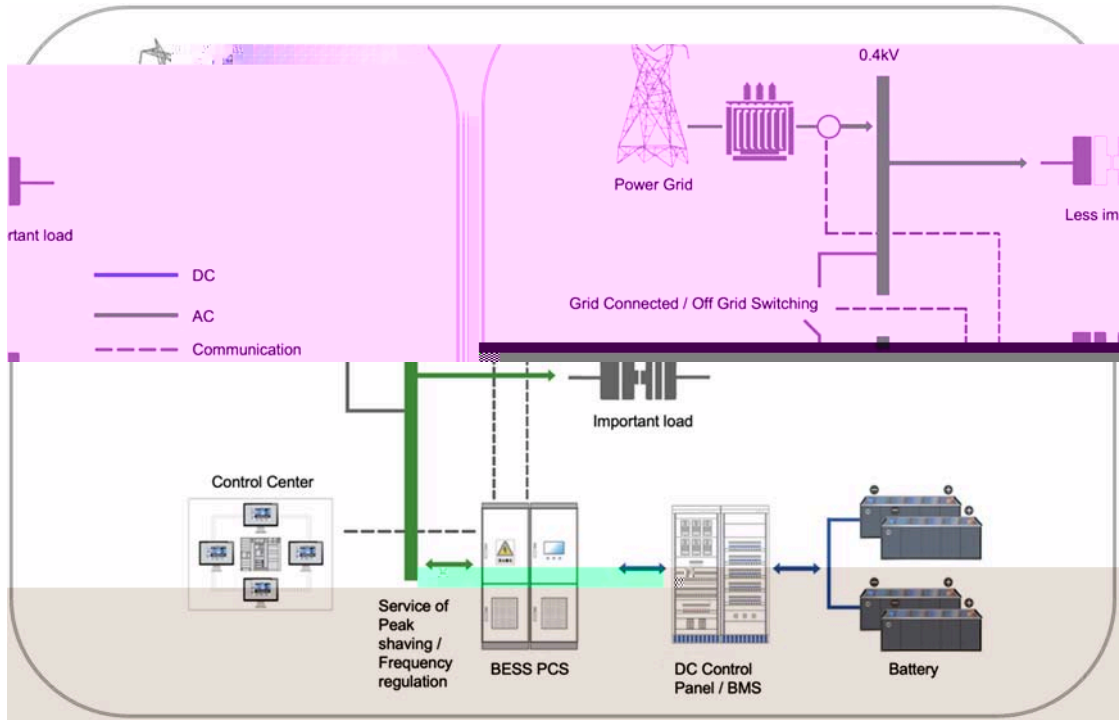 0.4kV
Power Grid
Less im
rtant load
DC
Grid Connected / Off Grid Switching
AC
Communication
Important load
Control Center
Service of
Peak
shaving /
Frequency
regulation
BESS PCS
DC Control
Panel / BMS
Battery